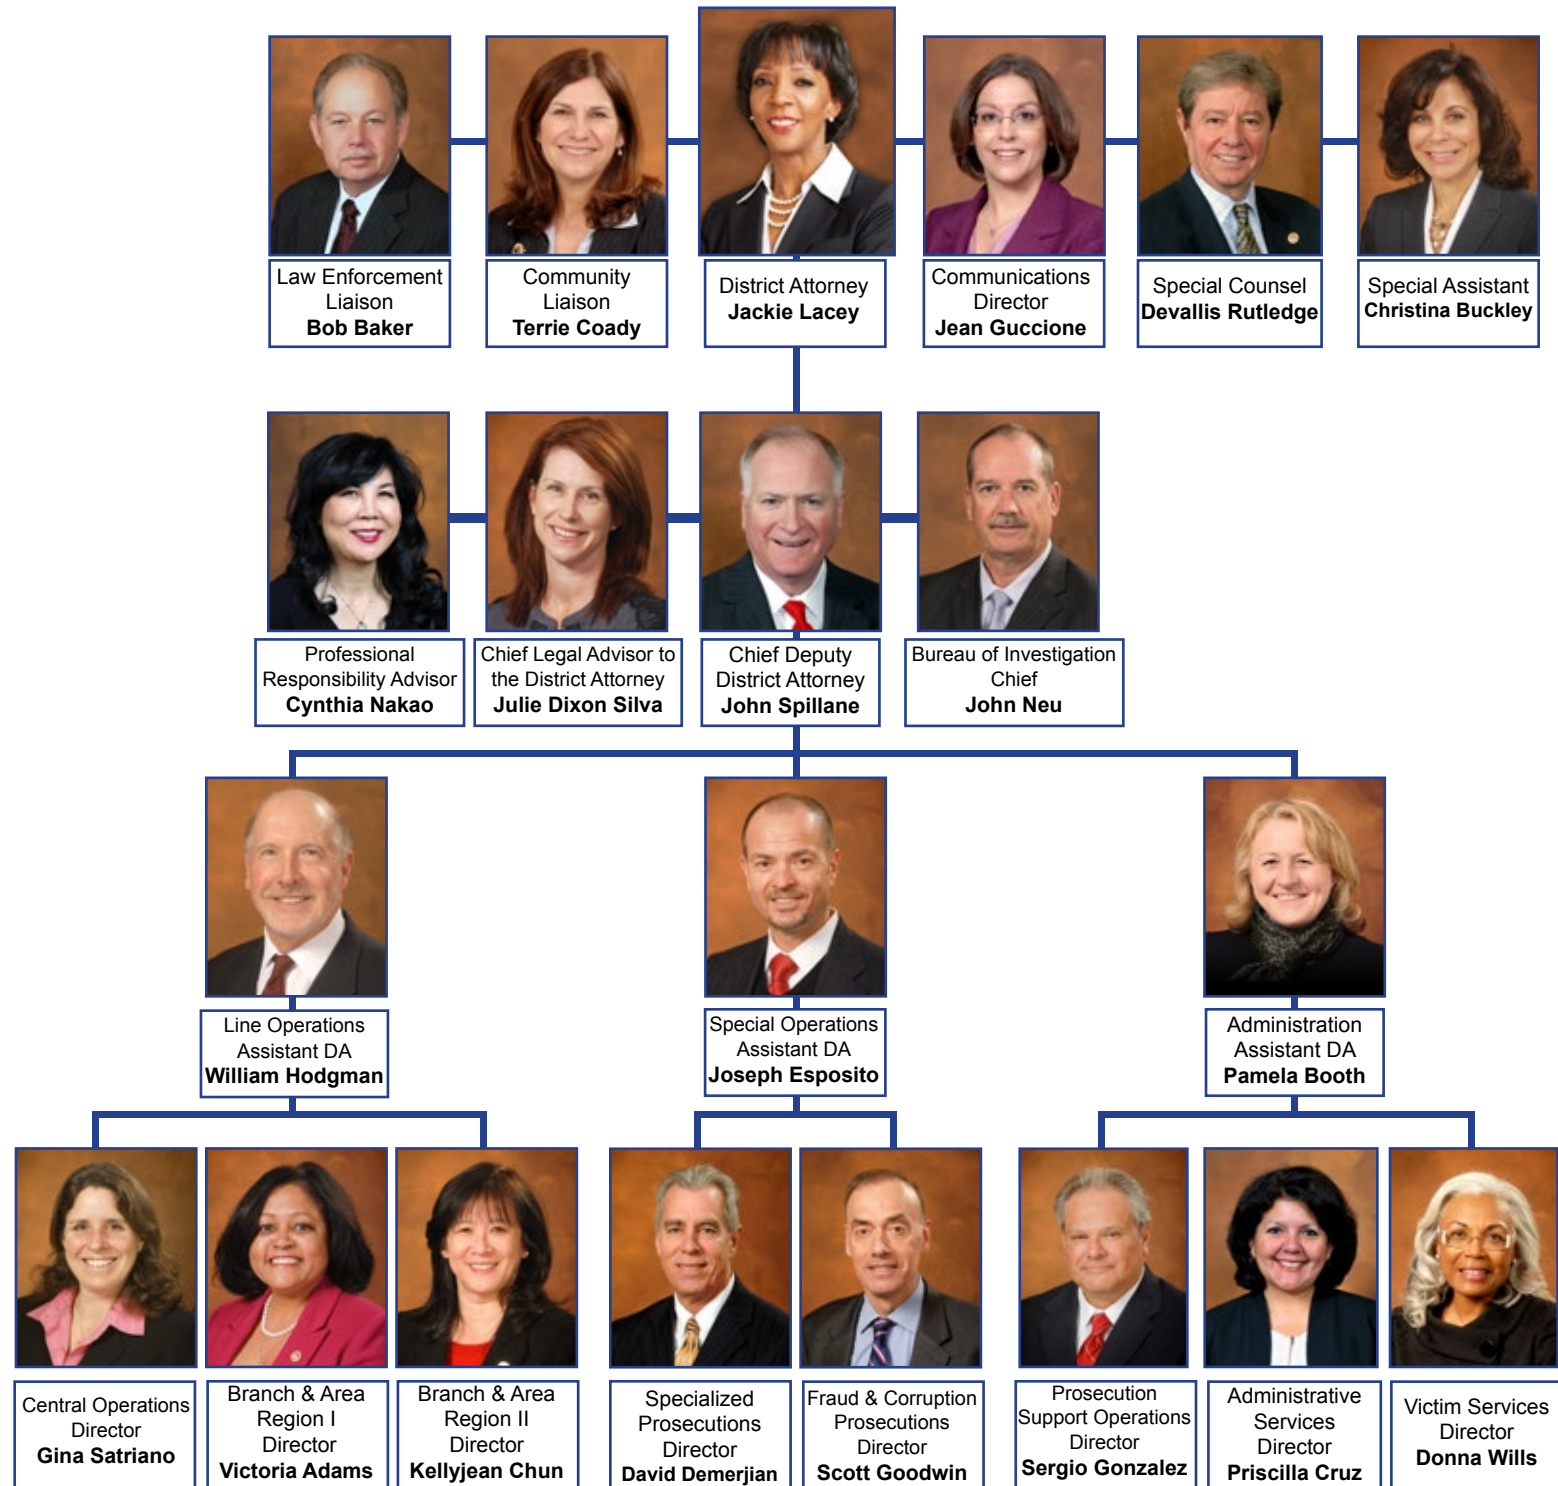 Law Enforcement
Liaison
Bob Baker
Community
Liaison
Terrie Coady
District Attorney
Jackie Lacey
Communications
Director
Jean Guccione
Special Counsel
Devallis Rutledge
Special Assistant
Christina Buckley
Professional
Responsibility Advisor
Cynthia Nakao
Chief Legal Advisor to
the District Attorney
Julie Dixon Silva
Chief Deputy
District Attorney
John Spillane
Bureau of Investigation
Chief
John Neu
Line Operations
Assistant DA
William Hodgman
Special Operations
Assistant DA
Joseph Esposito
Administration
Assistant DA
Pamela Booth
Central Operations
Director
Gina Satriano
Branch & Area
Region I
Director
Victoria Adams
Branch & Area
Region II
Director
Kellyjean Chun
Specialized
Prosecutions
Director
David Demerjian
Fraud & Corruption
Prosecutions
Director
Scott Goodwin
Prosecution
Support Operations
Director
Sergio Gonzalez
Administrative
Services
Director
Priscilla Cruz
Victim Services
Director
Donna Wills